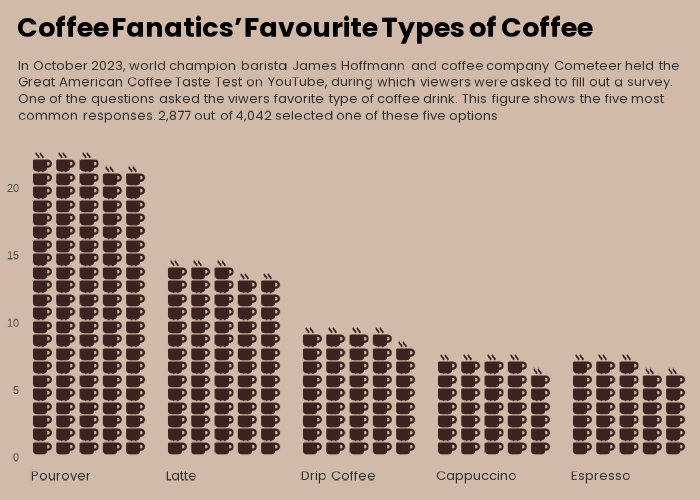 Coffee Fanatics' Favourite Types of Coffee
In October 2023, world champion barista James Hoffmann and coffee company Cometeer held the
Great American Coffee Taste Test on YouTube, during which viewers were asked to fill out a survey.
One of the questions asked the viwers favorite type of coffee drink. This figure shows the five most
common responses. 2,877 out of 4,042 selected one of these five options
20
15
10
5
0
Pourover Latte Drip Coffee Cappuccino Espresso